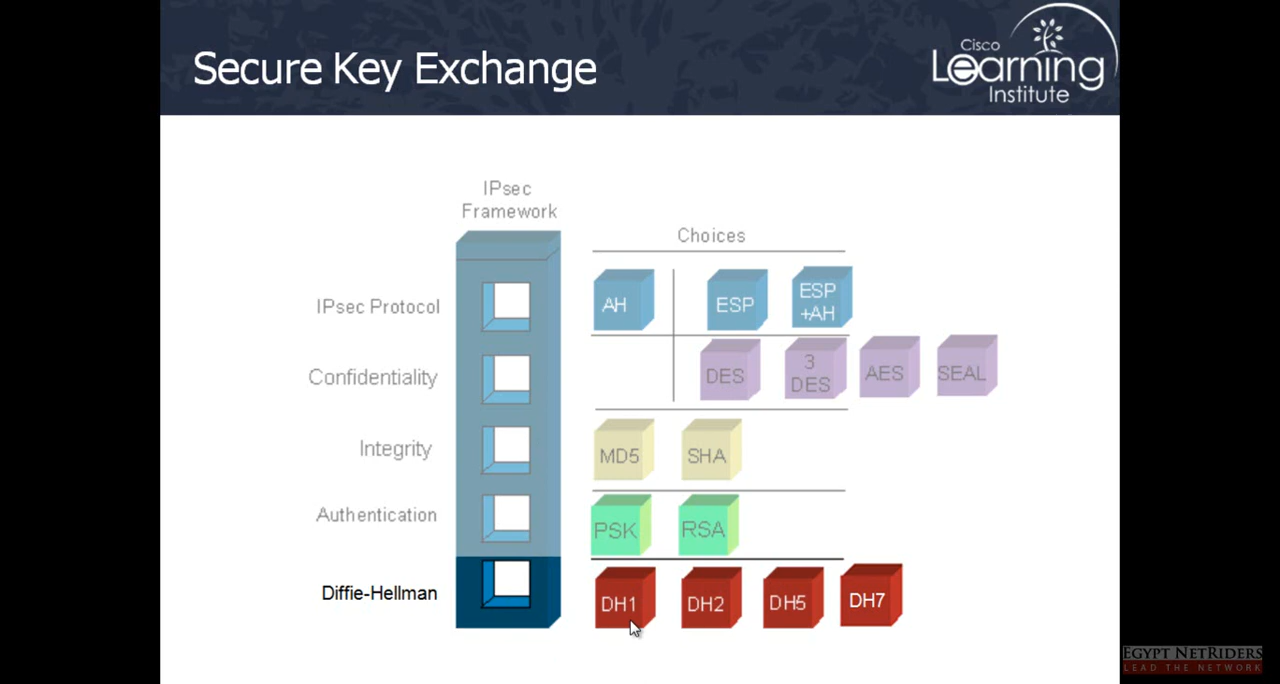 Secure Key Exchange
Cisco
Learning
Institute
IPsec
Framework
Choices
IPsec Protocol
AH
ESP
ESP
+AH
Confidentiality
DES
3
DES
AES
SEAL
Integrity
MD5
SHA
Authentication
PSK
RSA
Diffie-Hellman
DH1
DH2
DH5
DH7
EGYPT NETRIDERS
LEAD THE NETWORK